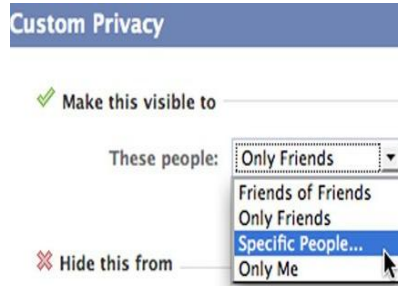 Custom Privacy
Make this visible to
These people: Only Friends
Friends of Friends
Only Friends
Specific People...
Hide this from
Only Me